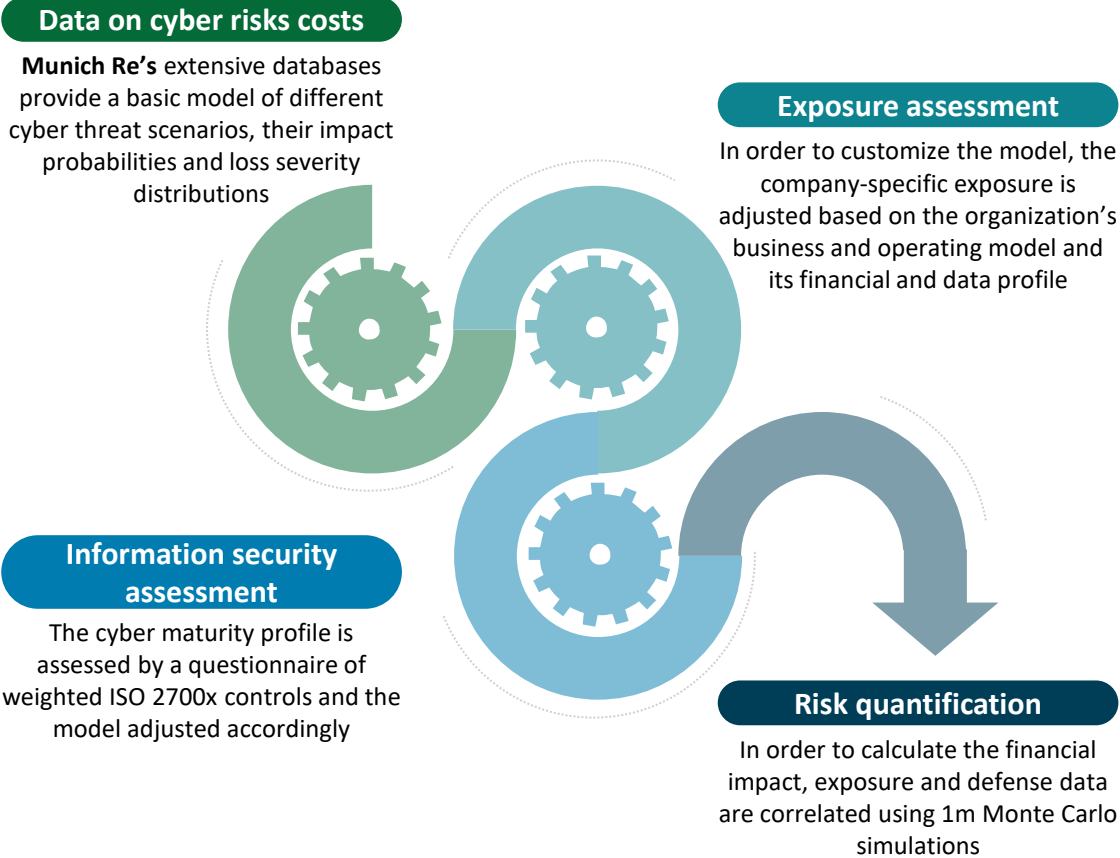 Data on cyber risks costs
Munich Re’s extensive databases
provide a basic model of different
cyber threat scenarios, their impact
probabilities and loss severity
distributions
Exposure assessment
In order to customize the model, the
company-specific exposure is
adjusted based on the organization’s
business and operating model and
its financial and data profile
Information security
assessment
The cyber maturity profile is
assessed by a questionnaire of
weighted ISO 2700x controls and the
model adjusted accordingly
Risk quantification
In order to calculate the financial
impact, exposure and defense data
are correlated using 1m Monte Carlo
simulations